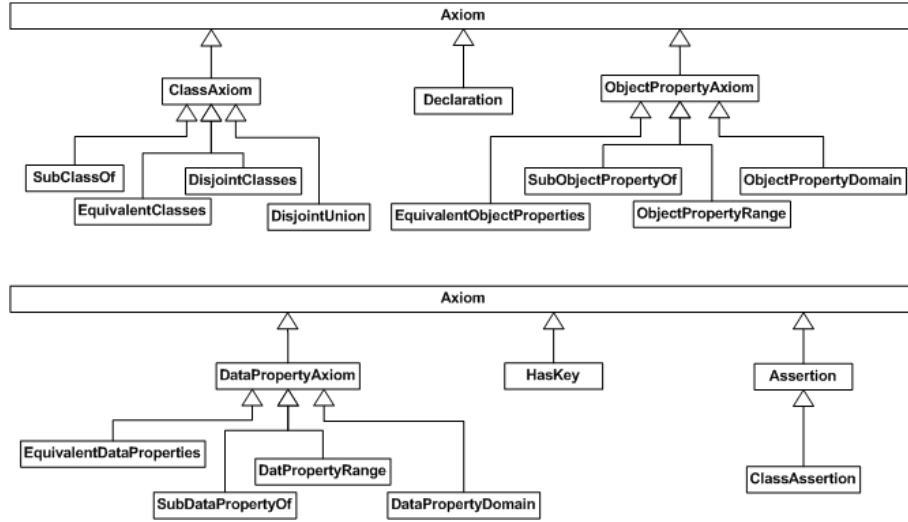 Axiom
ClassAxiom
Declaration
ObjectPropertyAxiom
SubClassOf
DisjointClasses
SubObjectPropertyOf
ObjectPropertyDomain
EquivalentClasses
DisjointUnion
EquivalentObjectProperties
ObjectPropertyRange
Axiom
DataPropertyAxiom
HasKey
Assertion
EquivalentDataProperties
DatPropertyRange
ClassAssertion
SubDataPropertyOf
DataPropertyDomain